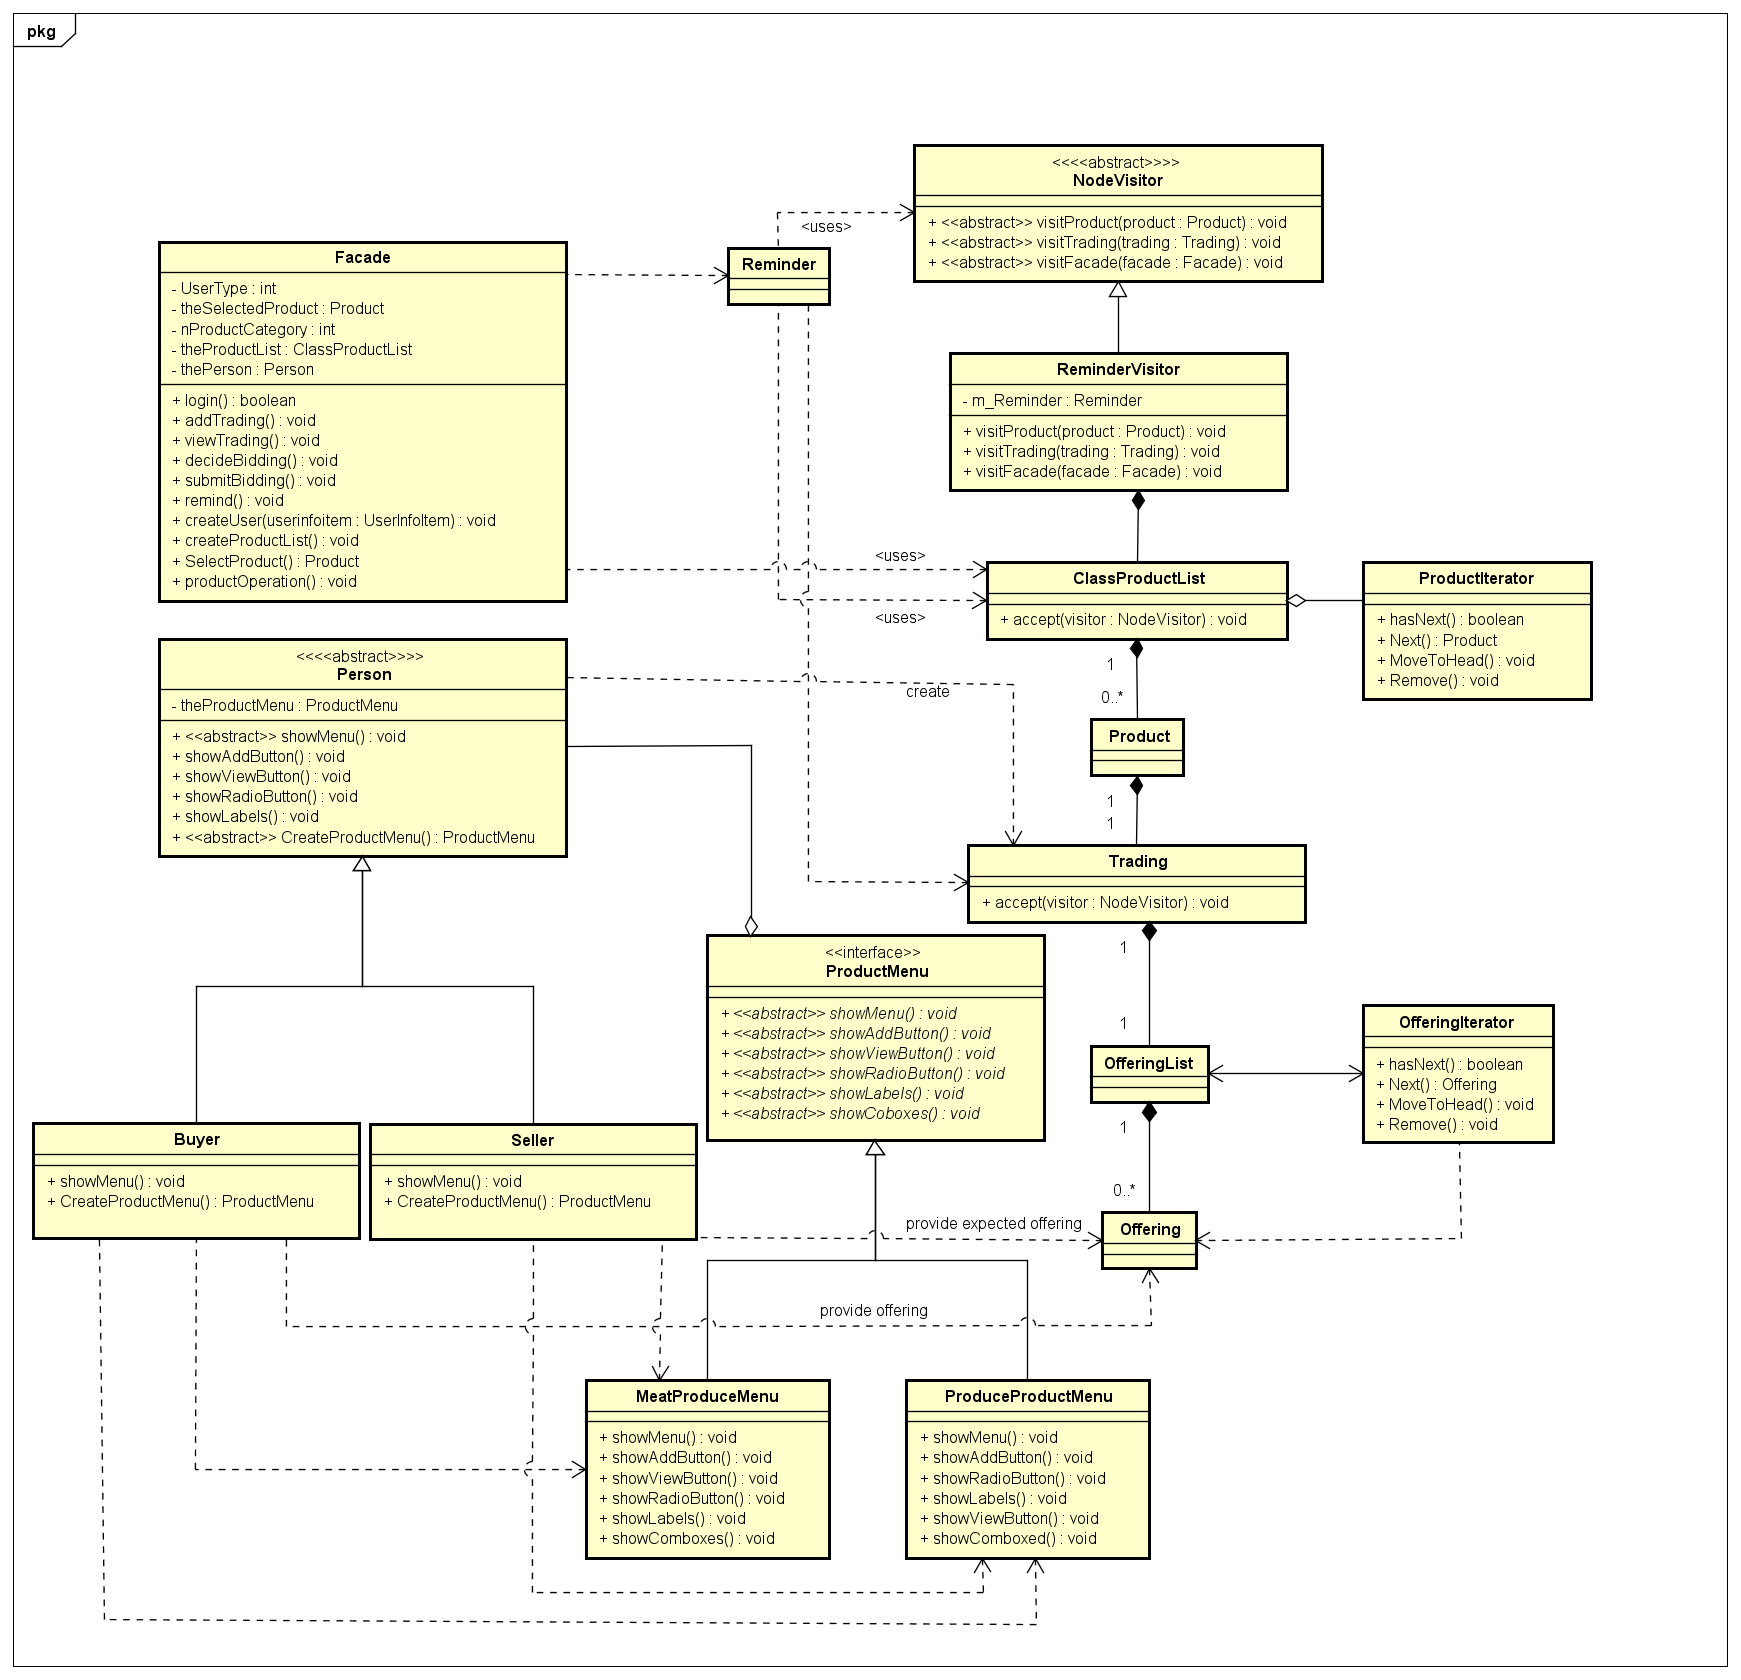 pkg
<<<<abstract>>>>
NodeVisitor
+ <<abstract>> visitProduct(product : Product) : void
+ <<abstract>> visitTrading(trading : Trading) : void
+ <<abstract>> visitFacade(facade : Facade) : void
<uses>
Reminder
Facade
- UserType : int
- theSelectedProduct : Product
- nProductCategory : int
- theProductList : ClassProductList
- thePerson : Person
+ login() : boolean
+ addTrading() : void
+ viewTrading() : void
+ decideBidding() : void
+ submitBidding() : void
+ remind() : void
+ createUser(userinfoitem : UserInfoItem) : void
+ createProductList() : void
+ SelectProduct() : Product
+ productOperation() : void
ReminderVisitor
- m_Reminder : Reminder
+ visitProduct(product : Product) : void
+ visitTrading(trading : Trading) : void
+ visitFacade(facade : Facade) : void
<uses>
<uses>
ClassProductList
+ accept(visitor : NodeVisitor) : void
ProductIterator
+ hasNext() : boolean
+ Next() : Product
+ MoveToHead() : void
+ Remove() : void
1
0..*
<<<<abstract>>>>
Person
- theProductMenu : ProductMenu
+ <<abstract>> showMenu() : void
+ showAddButton() : void
+ showViewButton() : void
+ showRadioButton() : void
+ showLabels() : void
+ <<abstract>> CreateProductMenu() : ProductMenu
create
Product
1
1
Trading
+ accept(visitor : NodeVisitor) : void
1
1
<<interface>>
ProductMenu
+ <<abstract>> showMenu() : void
+ <<abstract>> showAddButton() : void
+ <<abstract>> showViewButton() : void
+ <<abstract>> showRadioButton() : void
+ <<abstract>> showLabels() : void
+ <<abstract>> showCoboxes() : void
OfferingList
OfferingIterator
+ hasNext() : boolean
+ Next() : Offering
+ MoveToHead() : void
+ Remove() : void
1
0..*
Buyer
+ showMenu() : void
+ CreateProductMenu() : ProductMenu
Seller
+ showMenu() : void
+ CreateProductMenu() : ProductMenu
provide expected offering
Offering
provide offering
MeatProduceMenu
+ showMenu() : void
+ showAddButton() : void
+ showViewButton() : void
+ showRadioButton() : void
+ showLabels() : void
+ showComboxes() : void
ProduceProductMenu
+ showMenu() : void
+ showAddButton() : void
+ showRadioButton() : void
+ showLabels() : void
+ showViewButton() : void
+ showComboxed() : void